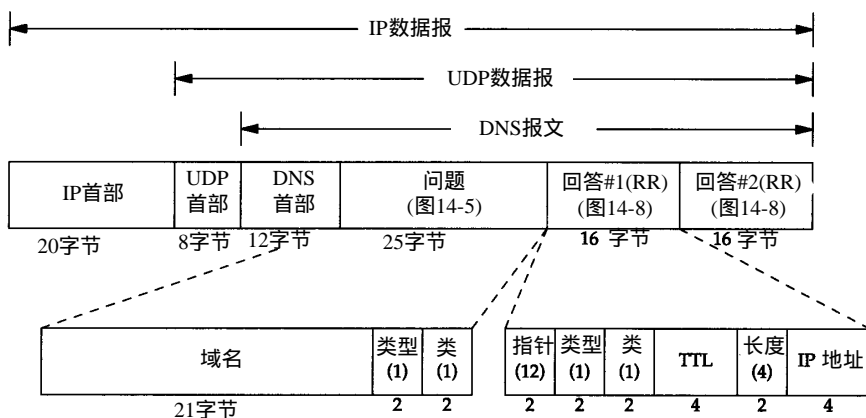 IP数据报
UDP数据报
DNS报文
IP首部
UDP
首部
DNS
首部
问题
(图14-5)
回答#1(RR)
(图14-8)
回答#2(RR)
(图14-8)
20字节
8字节
12字节
25字节
16 字节
16 字节
域名
类型
(1)
类
(1)
指针
(12)
类型
(1)
类
(1)
TTL
长度
(4)
IP 地址
21字节
2
2
2
2
2
4
2
4